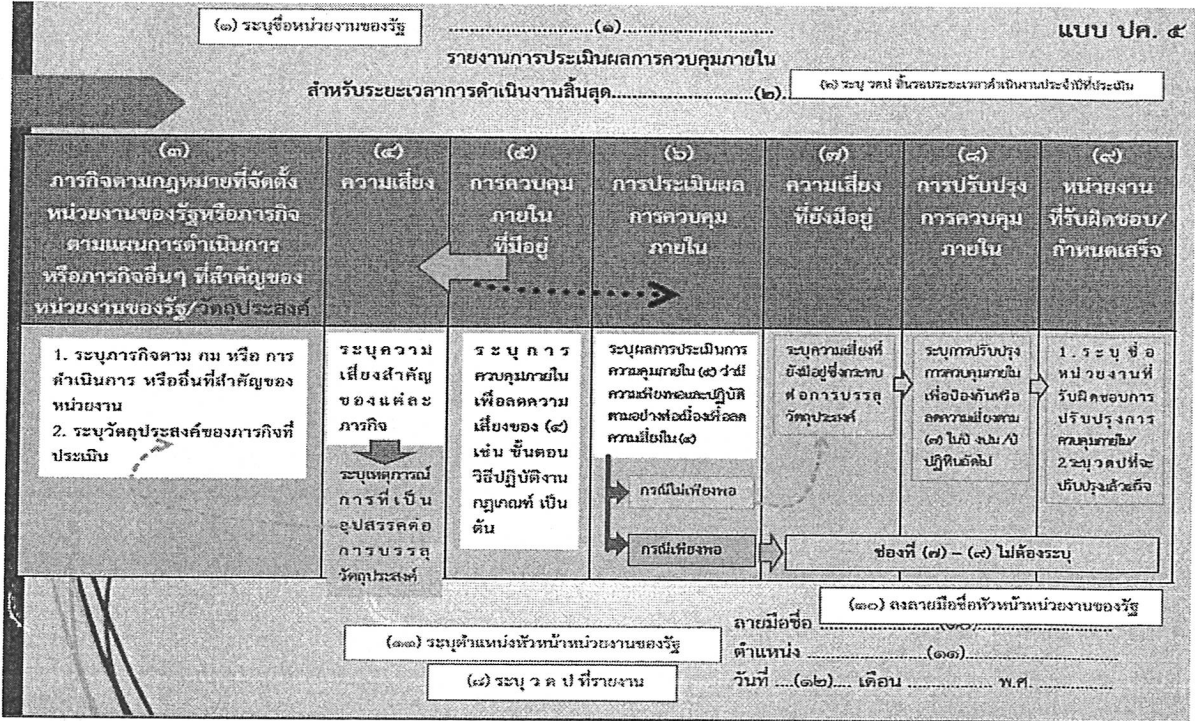 (๑) ระบุชื่อหน่วยงานของรัฐ
............................(๑)..............................
แบบ ปค. ๕
รายงานการประเมินผลการควบคุมภายใน
สำหรับระยะเวลาการดำเนินงานสิ้นสุด............................(๒).
(๒) ระบุ วดป สิ้นรอบระยะเวลาดำเนินงานประจำปีที่ประเมิน
(๓)
ภารกิจตามกฎหมายที่จัดตั้ง
หน่วยงานของรัฐหรือภารกิจ
ตามแผนการดำเนินการ
หรือภารกิจอื่นๆ ที่สำคัญของ
หน่วยงานของรัฐ/วัตถุประสงค์
(๔)
ความเสี่ยง
(๕)
การควบคุม
ภายใน
ที่มีอยู่
(๖)
การประเมินผล
การควบคุม
ภายใน
(๗)
ความเสี่ยง
ที่ยังมีอยู่
(๘)
การปรับปรุง
การควบคุม
ภายใน
(๙)
หน่วยงาน
ที่รับผิดชอบ/
กำหนดเสร็จ
1. ระบุภารกิจตาม กม หรือ การ
ดำเนินการ หรืออื่นที่สำคัญของ
หน่วยงาน
2. ระบุวัตถุประสงค์ของภารกิจที่
ประเมิน
ระบุความ
เสี่ยงสำคัญ
ของแต่ละ
ภารกิจ
ระบุเหตุการณ์
การที่เป็น
อุปสรรคต่อ
การบรรลุ
วัตถุประสงค์
ระบุการ
ควบคุมภายใน
เพื่อลดความ
เสี่ยงของ (๔)
เช่น ขั้นตอน
วิธีปฏิบัติงาน
กฎเกณฑ์ เป็น
ต้น
ระบุผลการประเมินการ
ควบคุมภายใน (๕) ว่ามี
ความเพียงพอและปฏิบัติ
ตามอย่างต่อเนื่องเพื่อลด
ความเสี่ยงใน (๔)
กรณีไม่เพียงพอ
กรณีเพียงพอ
ระบุความเสี่ยงที่
ยังมีอยู่ซึ่งกระทบ
ต่อการบรรลุ
วัตถุประสงค์
ระบุการปรับปรุง
การควบคุมภายใน
เพื่อป้องกันหรือ
ลดความเสี่ยงตาม
(๗) ในปี งปม./ปี
ปฏิทินถัดไป
1.ระบุชื่อ
หน่วยงานที่
รับผิดชอบการ
ปรับปรุงการ
ควบคุมภายใน/
2.ระบุ วดปที่จะ
ปรับปรุงแล้วเสร็จ
ช่องที่ (๗) – (๙) ไม่ต้องระบุ
(๑๐) ลงลายมือชื่อหัวหน้าหน่วยงานของรัฐ
ลายมือชื่อ
(๑๑) ระบุตำแหน่งหัวหน้าหน่วยงานของรัฐ
ตำแหน่ง ............................(๑๑)..............................
(๘) ระบุ ว ด ป ที่รายงาน
วันที่ ....(๑๒).... เดือน .................. พ.ศ. ...............